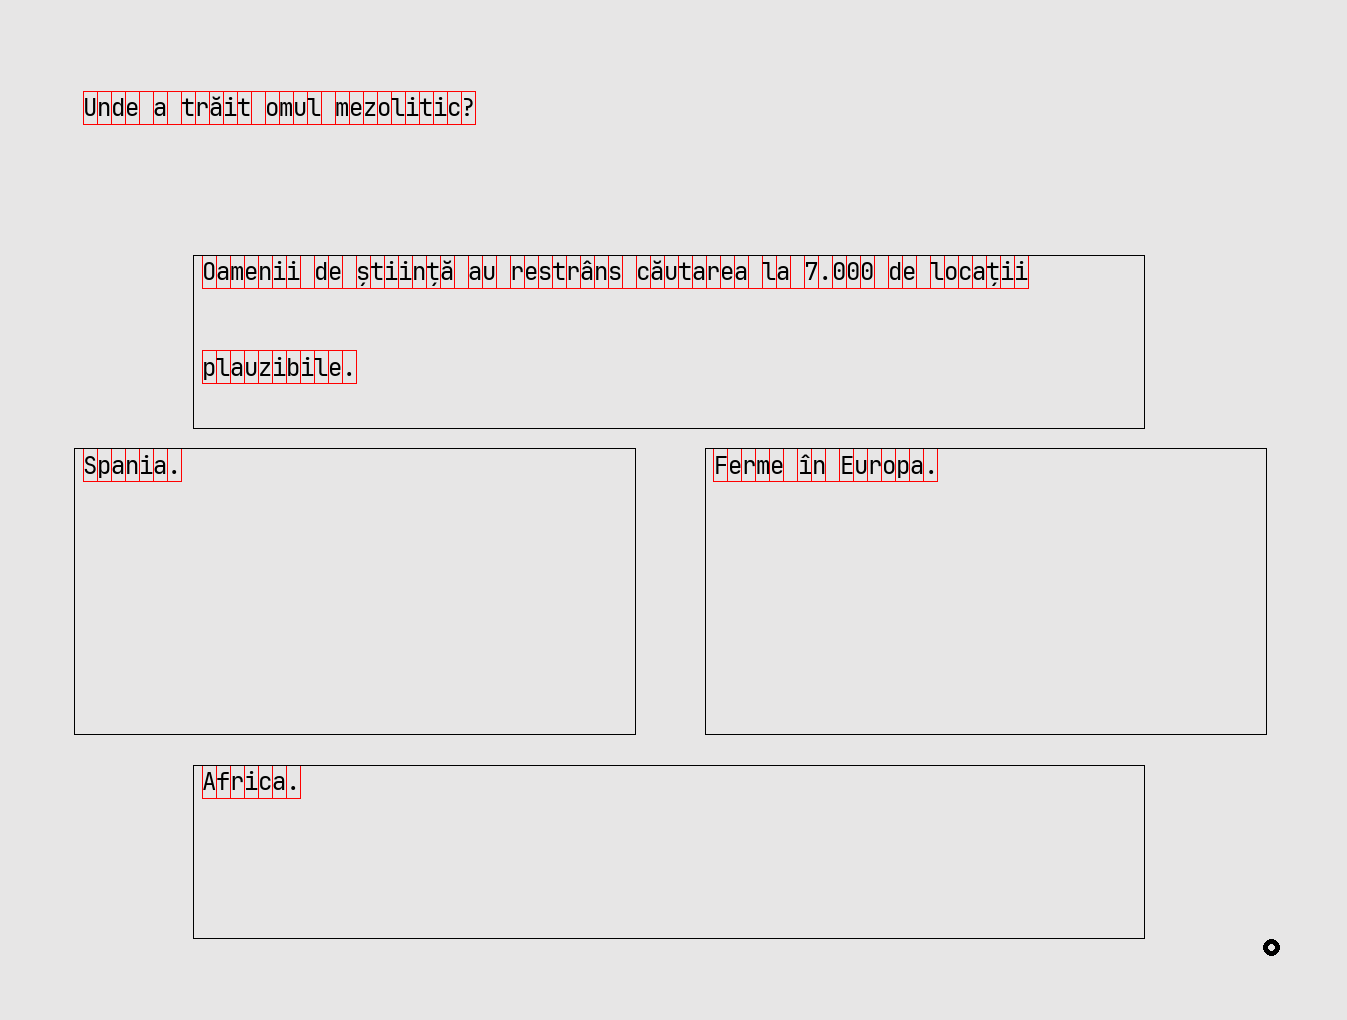 Unde a trăit omul mezolitic?
Oamenii de știință au restrâns căutarea la 7.000 de locații
plauzibile.
Spania.
Ferme în Europa.
Africa.